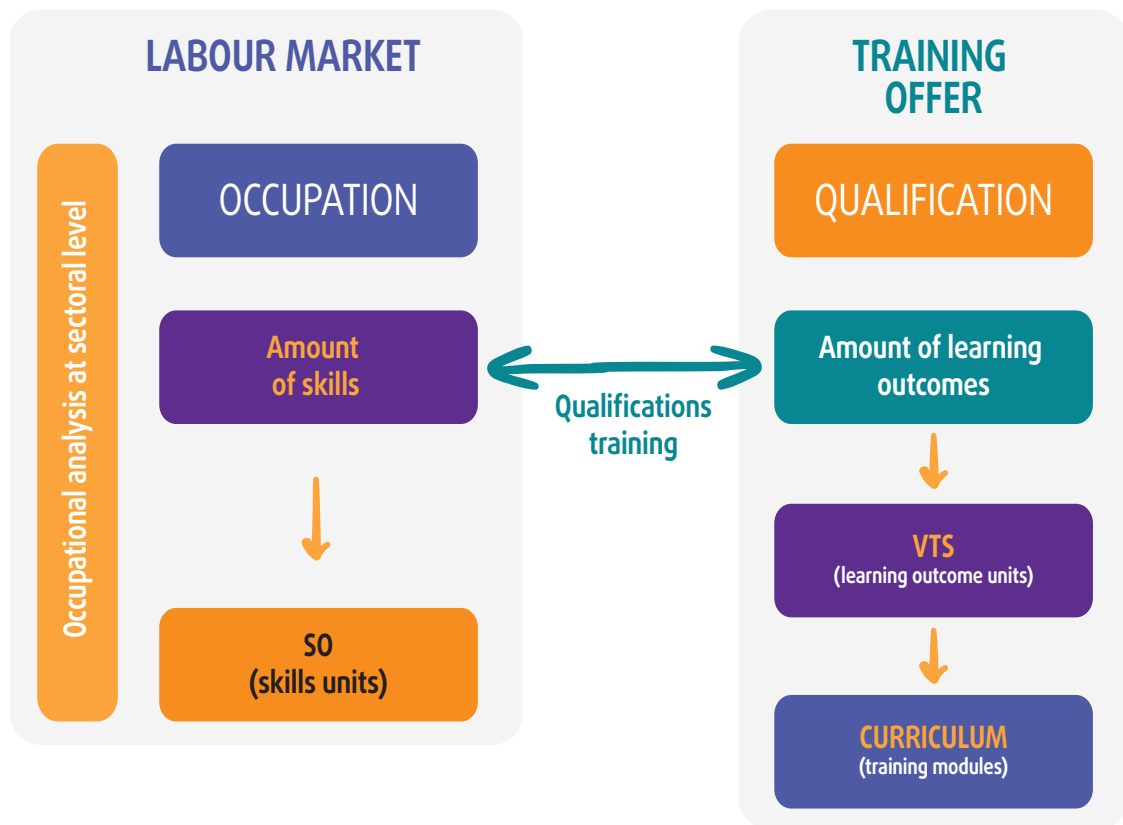 LABOUR MARKET
Occupational analysis at sectoral level
OCCUPATION
Amount
of skills
SO
(skills units)
Qualifications
training
TRAINING
OFFER
QUALIFICATION
Amount of learning
outcomes
VTS
(learning outcome units)
CURRICULUM
(training modules)